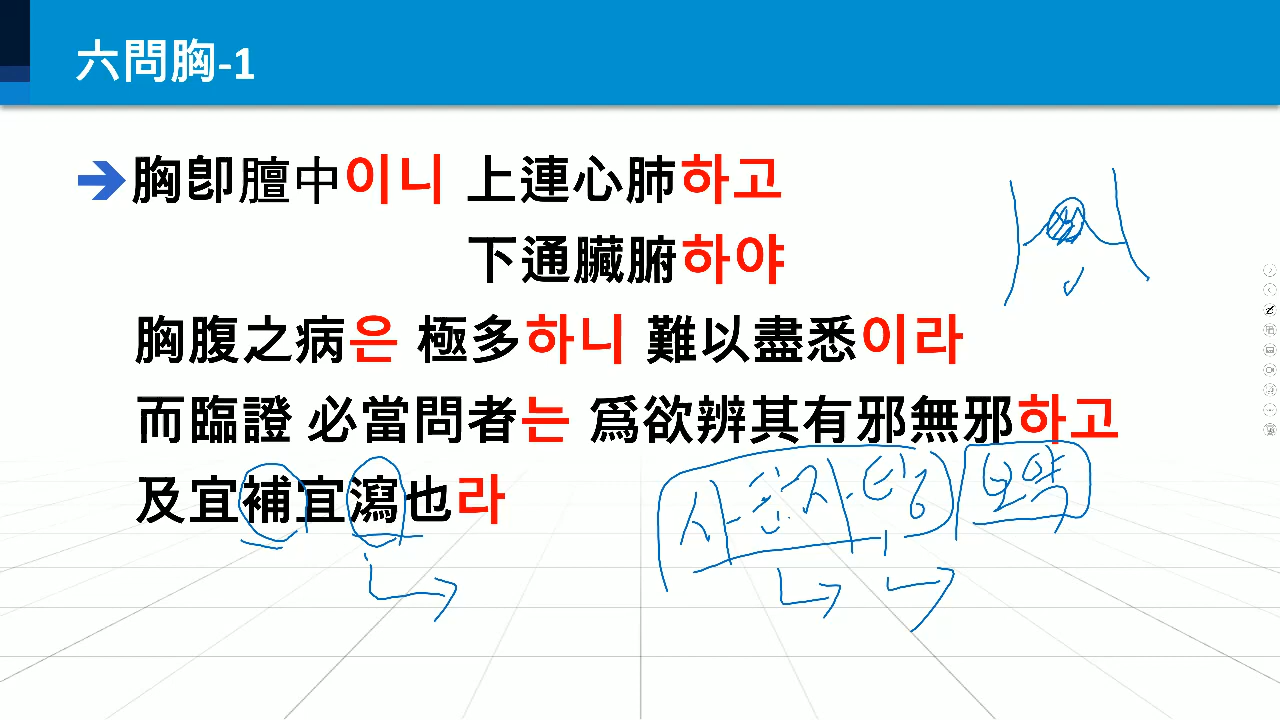 六問胸-1
胸卽膻中이니 上連心肺하고
下通臟腑하야
胸腹之病은 極多하니 難以盡悉이라
而臨證 必當問者는 爲欲辨其有邪無邪하고
及宜補宜瀉也라
보약